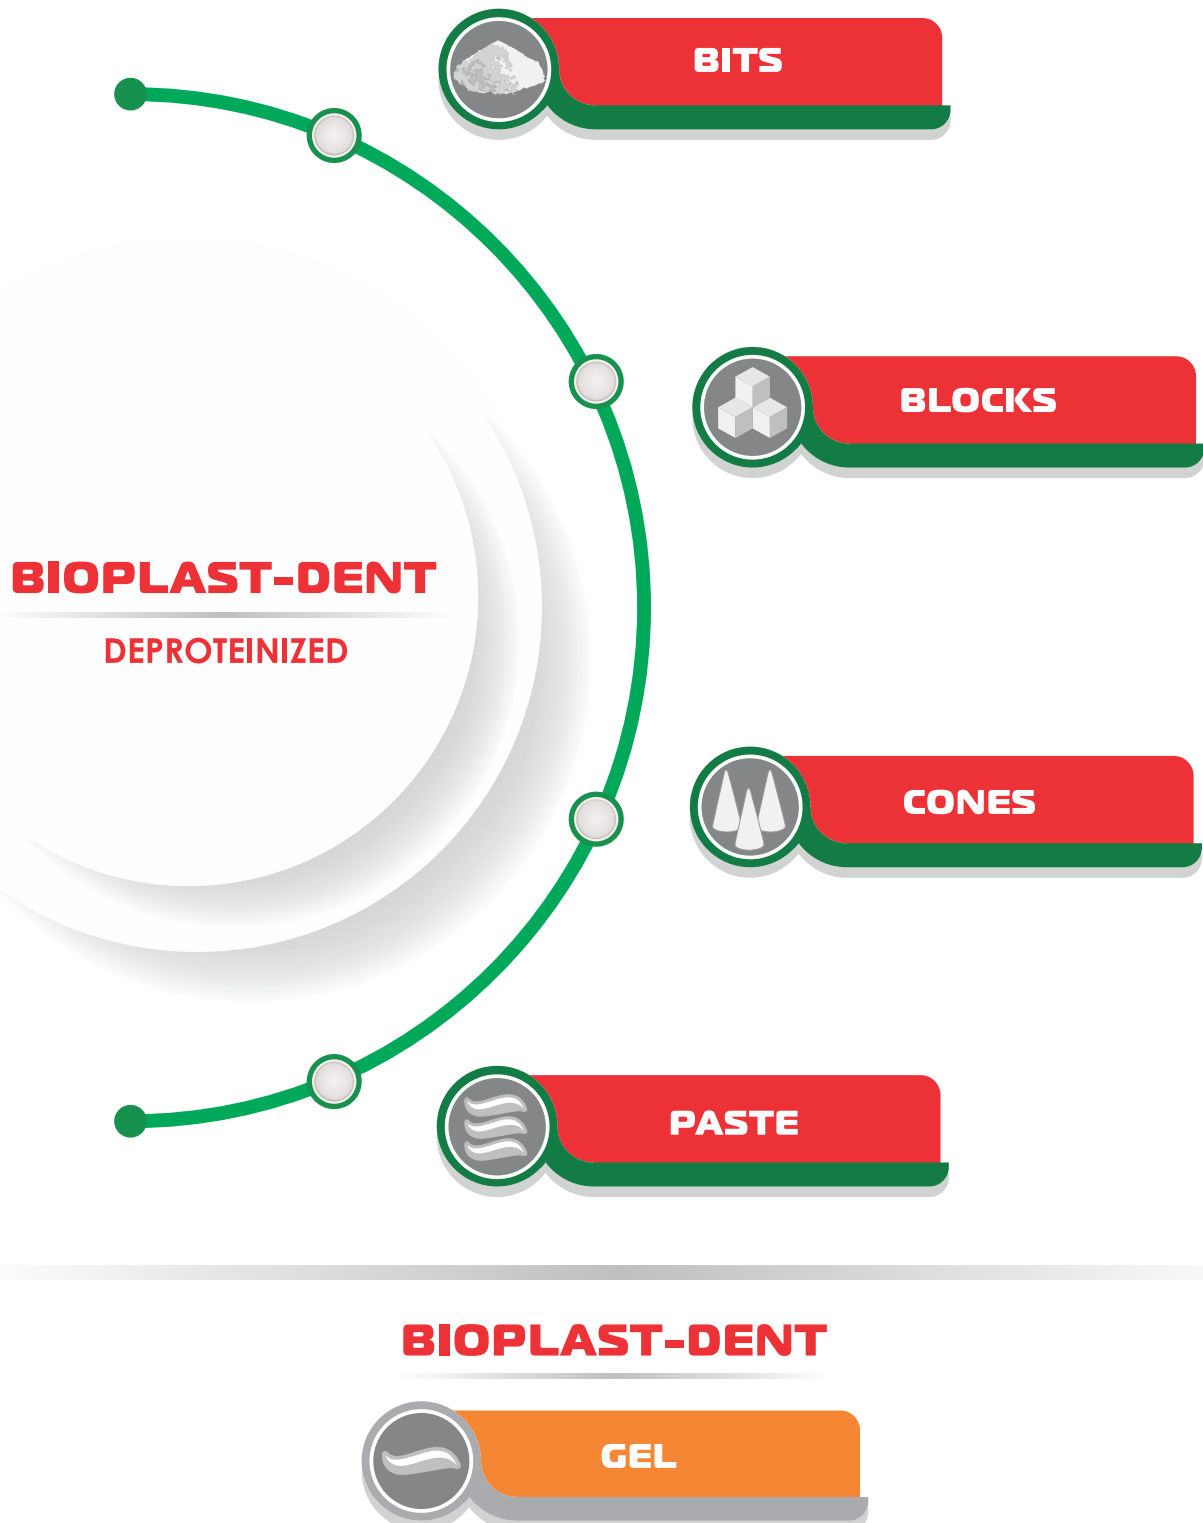 BITS
BLOCKS
BIOPLAST-DENT
DEPROTEINIZED
CONES
PASTE
BIOPLAST-DENT
GEL